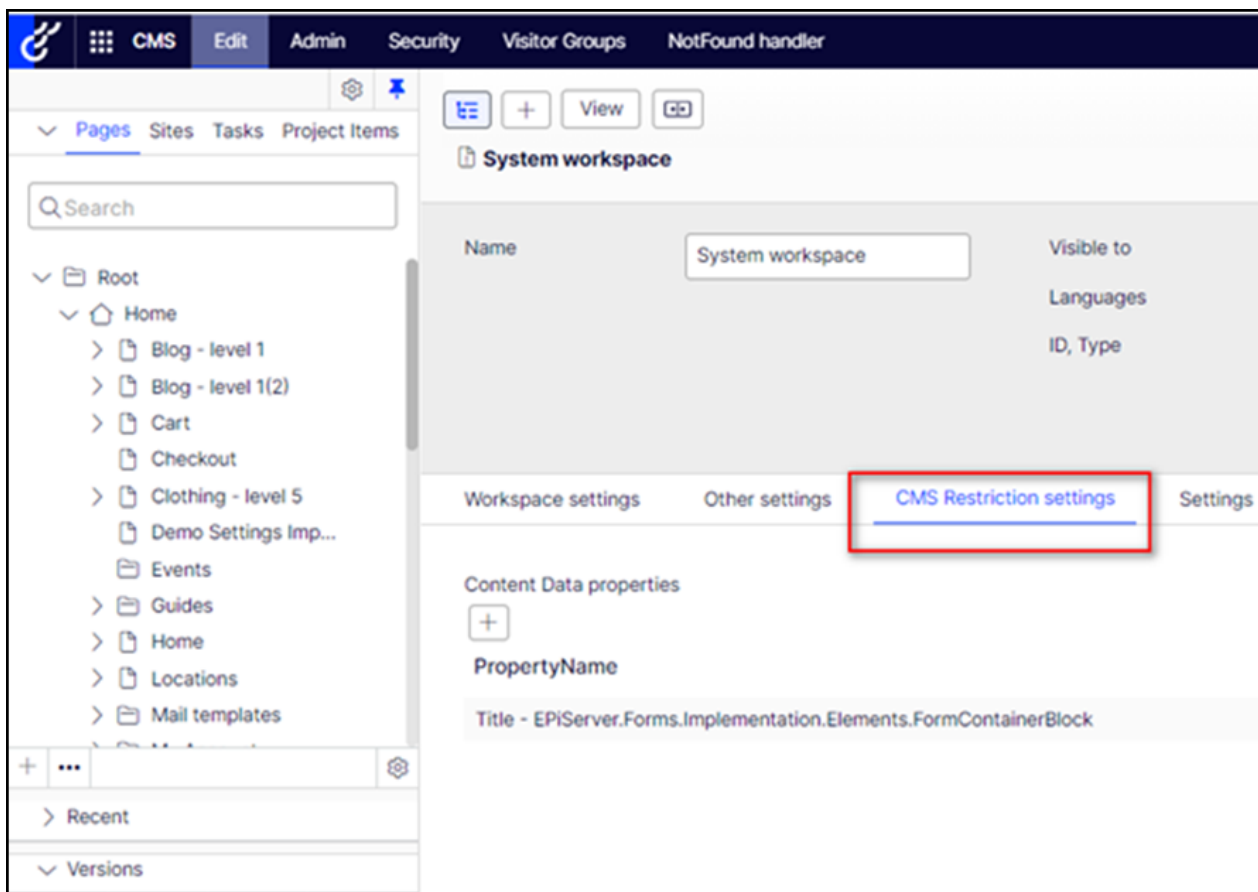 CMS Edit Admin Security Visitor Groups NotFound handler
Pages Sites Tasks Project Items
Search
Root
Home
Blog - level 1
Blog - level 1(2)
Cart
Checkout
Clothing - level 5
Demo Settings Imp...
Events
Guides
Home
Locations
Mail templates
Recent
Versions
View
System workspace
Name
System workspace
Visible to
Languages
ID, Type
Workspace settings Other settings CMS Restriction settings Settings
Content Data properties
PropertyName
Title - EPiServer.Forms.Implementation.Elements.FormContainerBlock